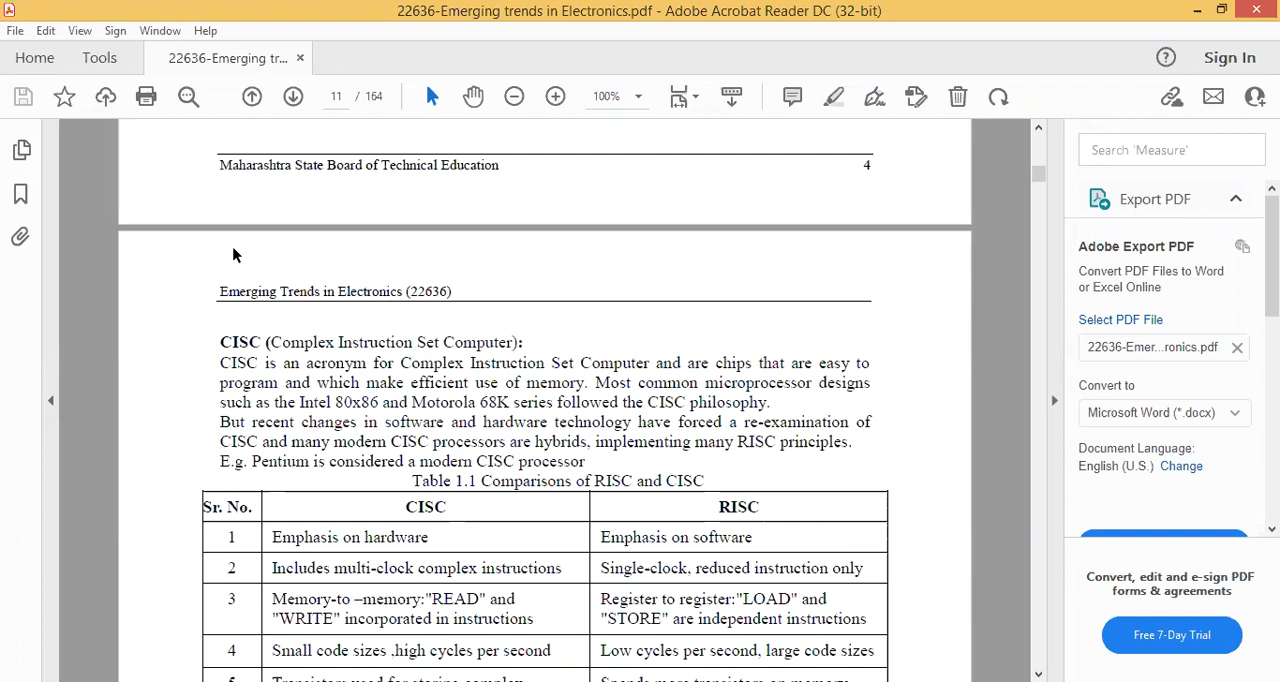 22636-Emerging trends in Electronics.pdf - Adobe Acrobat Reader DC (32-bit)
File Edit View Sign Window Help
Home Tools 22636-Emerging tr... × Sign In
11 / 164 100%
Maharashtra State Board of Technical Education 4
Emerging Trends in Electronics (22636)
CISC (Complex Instruction Set Computer):
CISC is an acronym for Complex Instruction Set Computer and are chips that are easy to
program and which make efficient use of memory. Most common microprocessor designs
such as the Intel 80x86 and Motorola 68K series followed the CISC philosophy.
But recent changes in software and hardware technology have forced a re-examination of
CISC and many modern CISC processors are hybrids, implementing many RISC principles.
E.g. Pentium is considered a modern CISC processor
Table 1.1 Comparisons of RISC and CISC
Sr. No. CISC RISC
1 Emphasis on hardware Emphasis on software
2 Includes multi-clock complex instructions Single-clock, reduced instruction only
3 Memory-to –memory:"READ" and Register to register:"LOAD" and
"WRITE" incorporated in instructions "STORE" are independent instructions
4 Small code sizes ,high cycles per second Low cycles per second, large code sizes
Search 'Measure'
Export PDF
Adobe Export PDF
Convert PDF Files to Word
or Excel Online
Select PDF File
22636-Emer...ronics.pdf
Convert to
Microsoft Word (*.docx)
Document Language:
English (U.S.) Change
Convert, edit and e-sign PDF
forms & agreements
Free 7-Day Trial